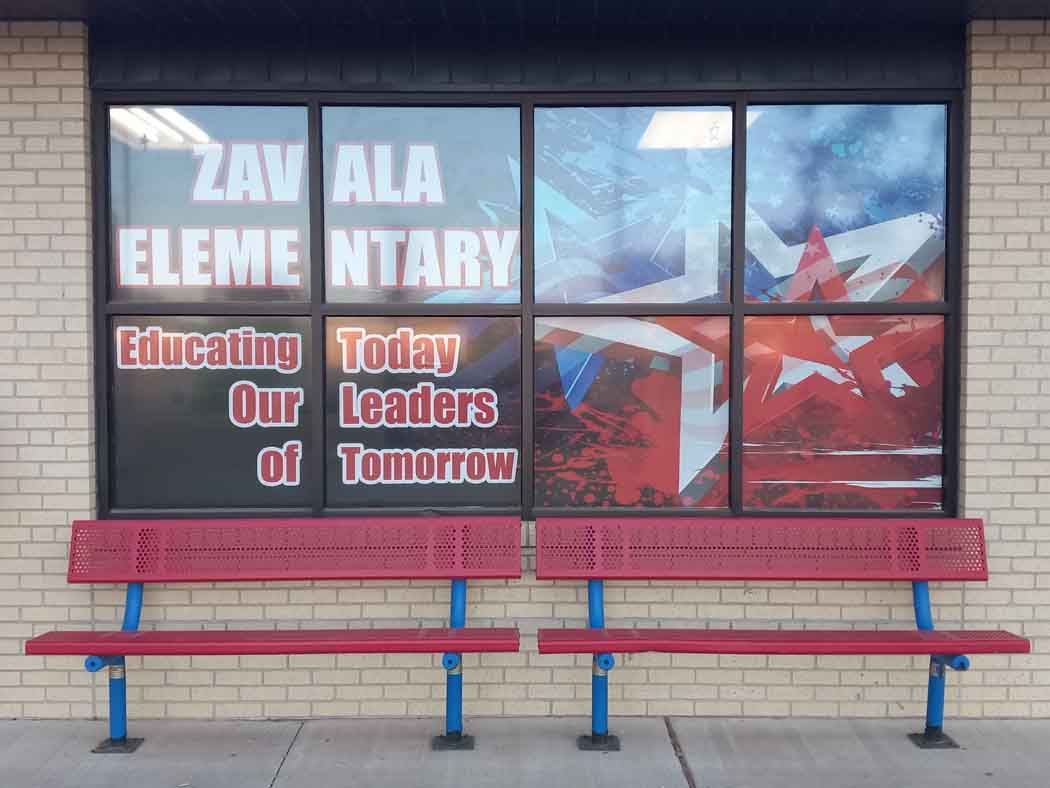 ZAVALA
ELEMENTARY
Educating Today
Our Leaders
of Tomorrow